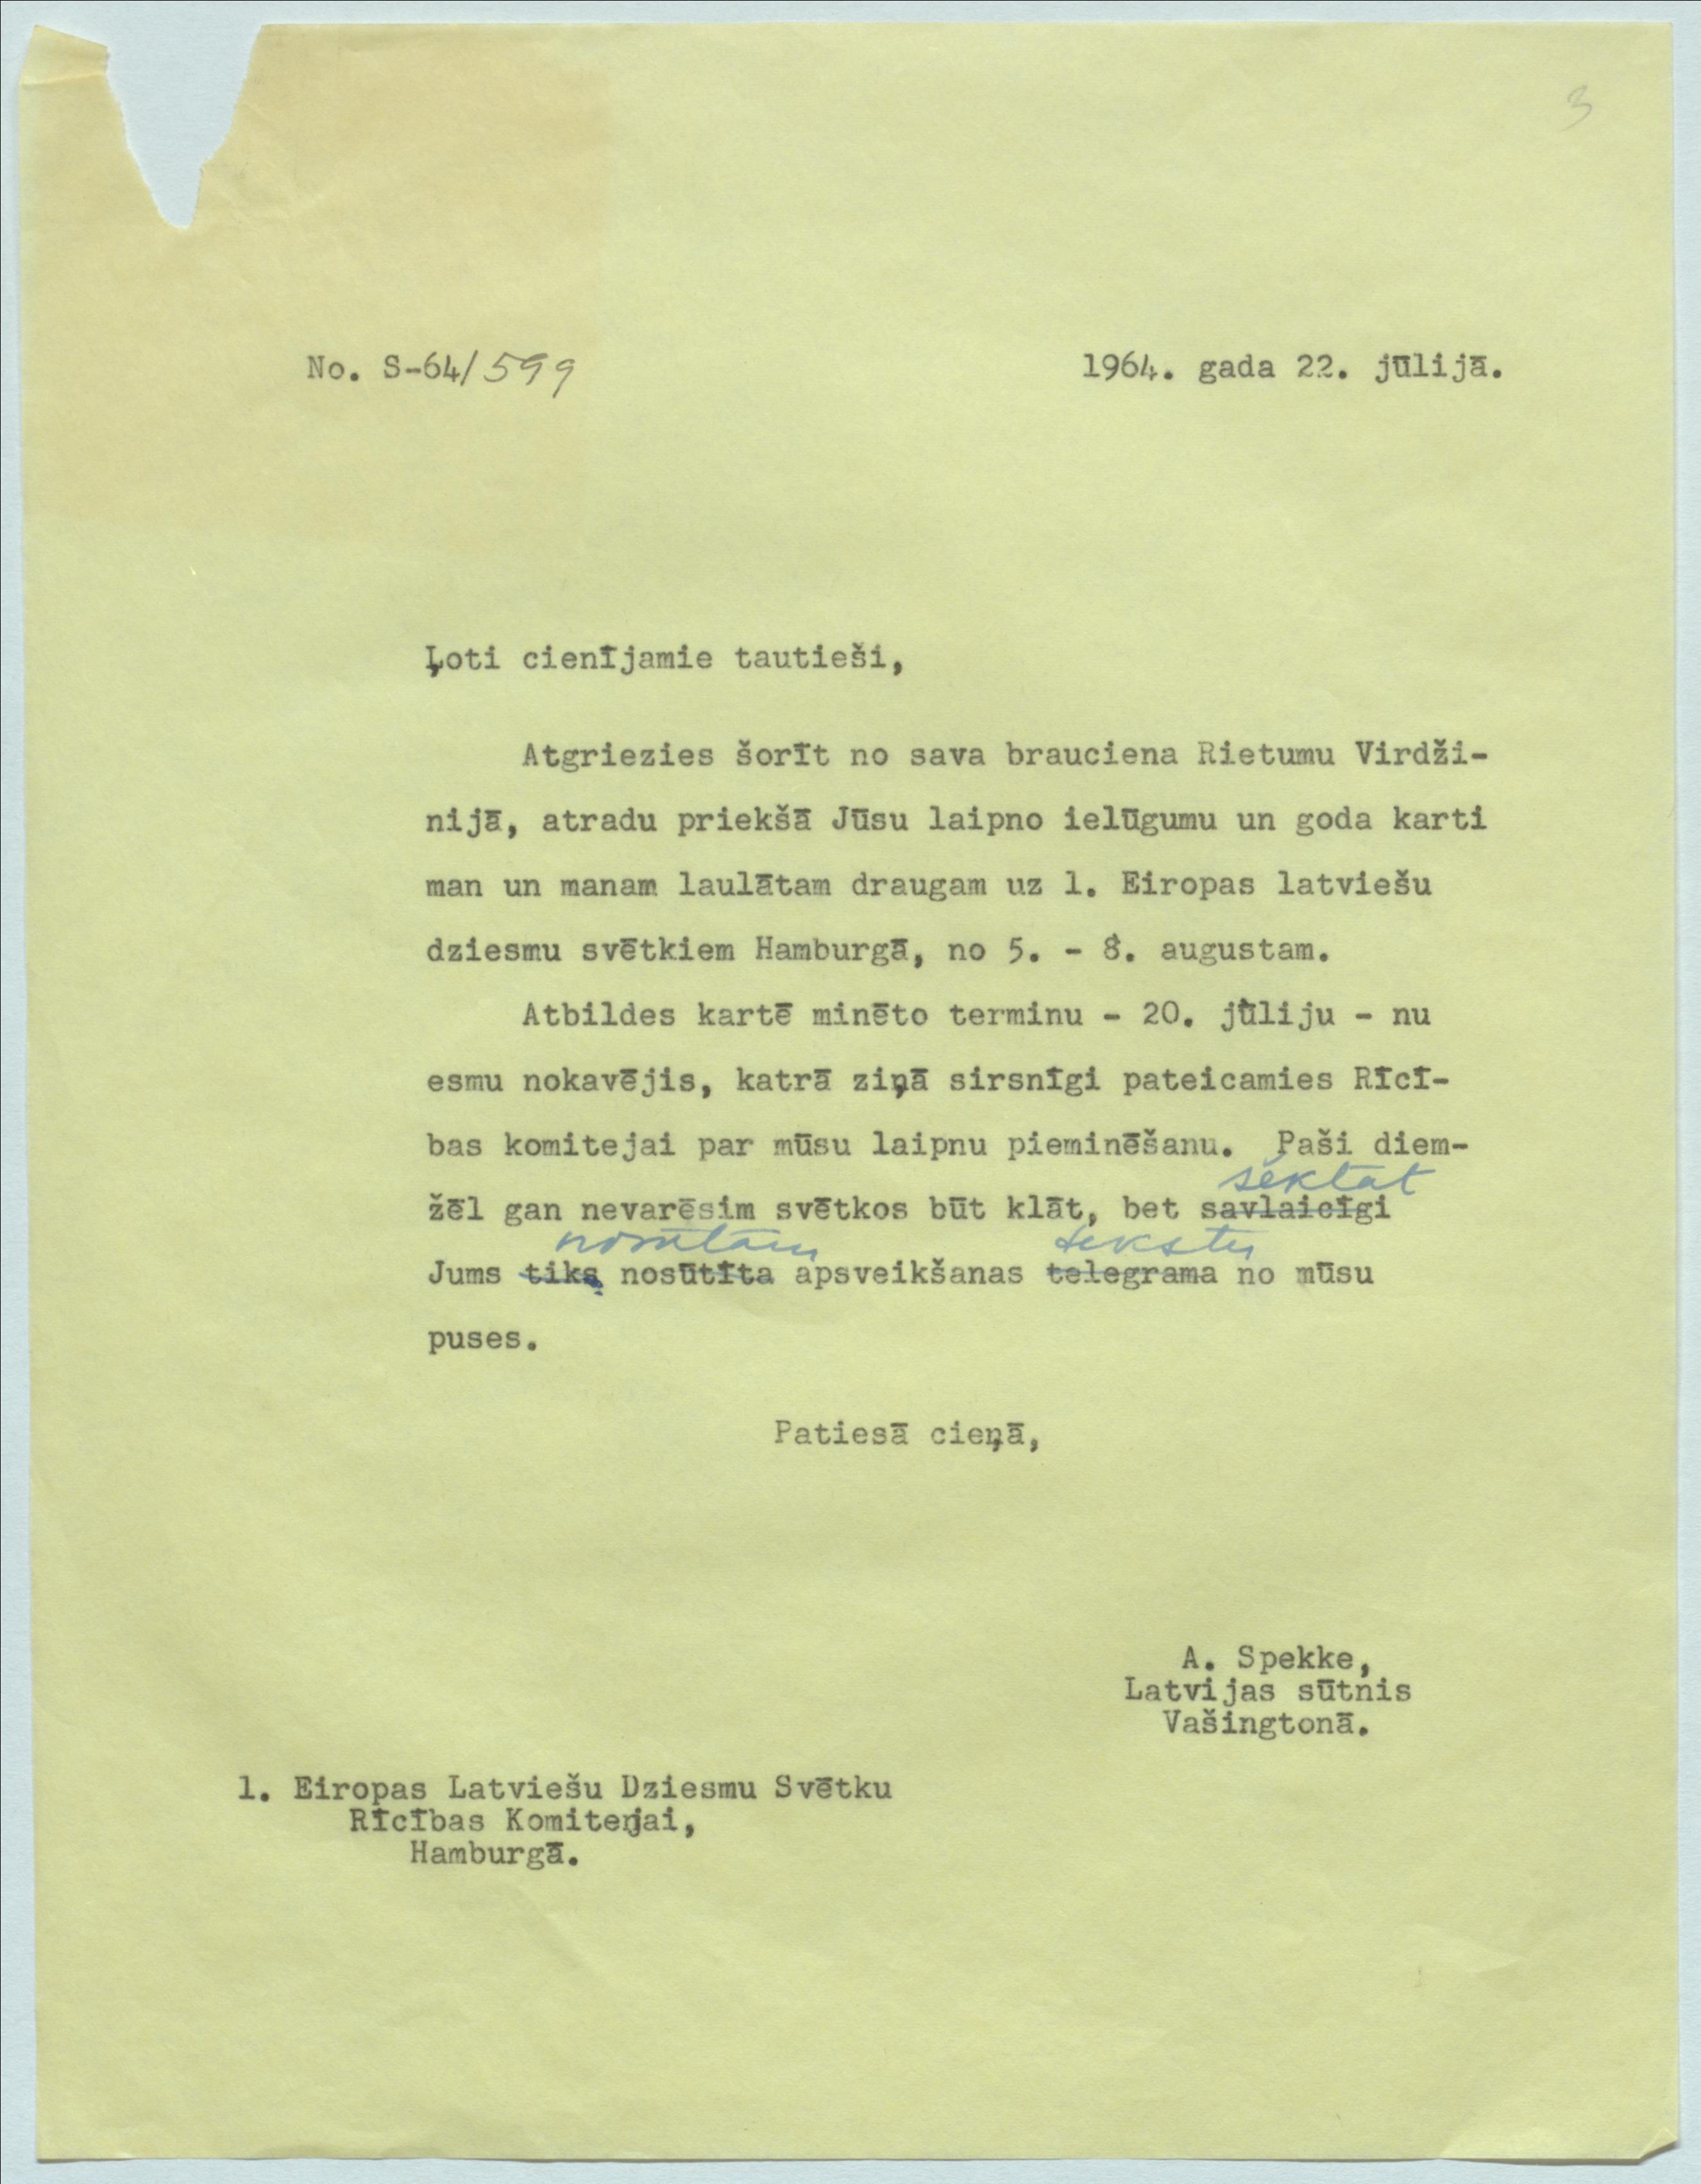 3
No. S-64/599
1964. gada 22. jūlijā.
Ļoti cienījamie tautieši,
Atgriezies šorīt no sava brauciena Rietumu Virdži-
nijā, atradu priekšā Jūsu laipno ielūgumu un goda karti
man un manam laulātam draugam uz 1. Eiropas latviešu
dziesmu svētkiem Hamburgā, no 5. - 8. augustam.
Atbildes kartē minēto terminu - 20. jūliju - nu
esmu nokavējis, katrā ziņā sirsnīgi pateicamies Rīcī-
bas komitejai par mūsu laipnu pieminēšanu. Paši diem-
sēktāt
žēl gan nevarēsim svētkos būt klāt, bet savlaicīgi
nosūtām tekstu
Jums tiks nosūtīta apsveikšanas telegrama no mūsu
puses.
Patiesā cieņā,
A. Spekke,
Latvijas sūtnis
Vašingtonā.
1. Eiropas Latviešu Dziesmu Svētku
Rīcības Komitejai,
Hamburgā.